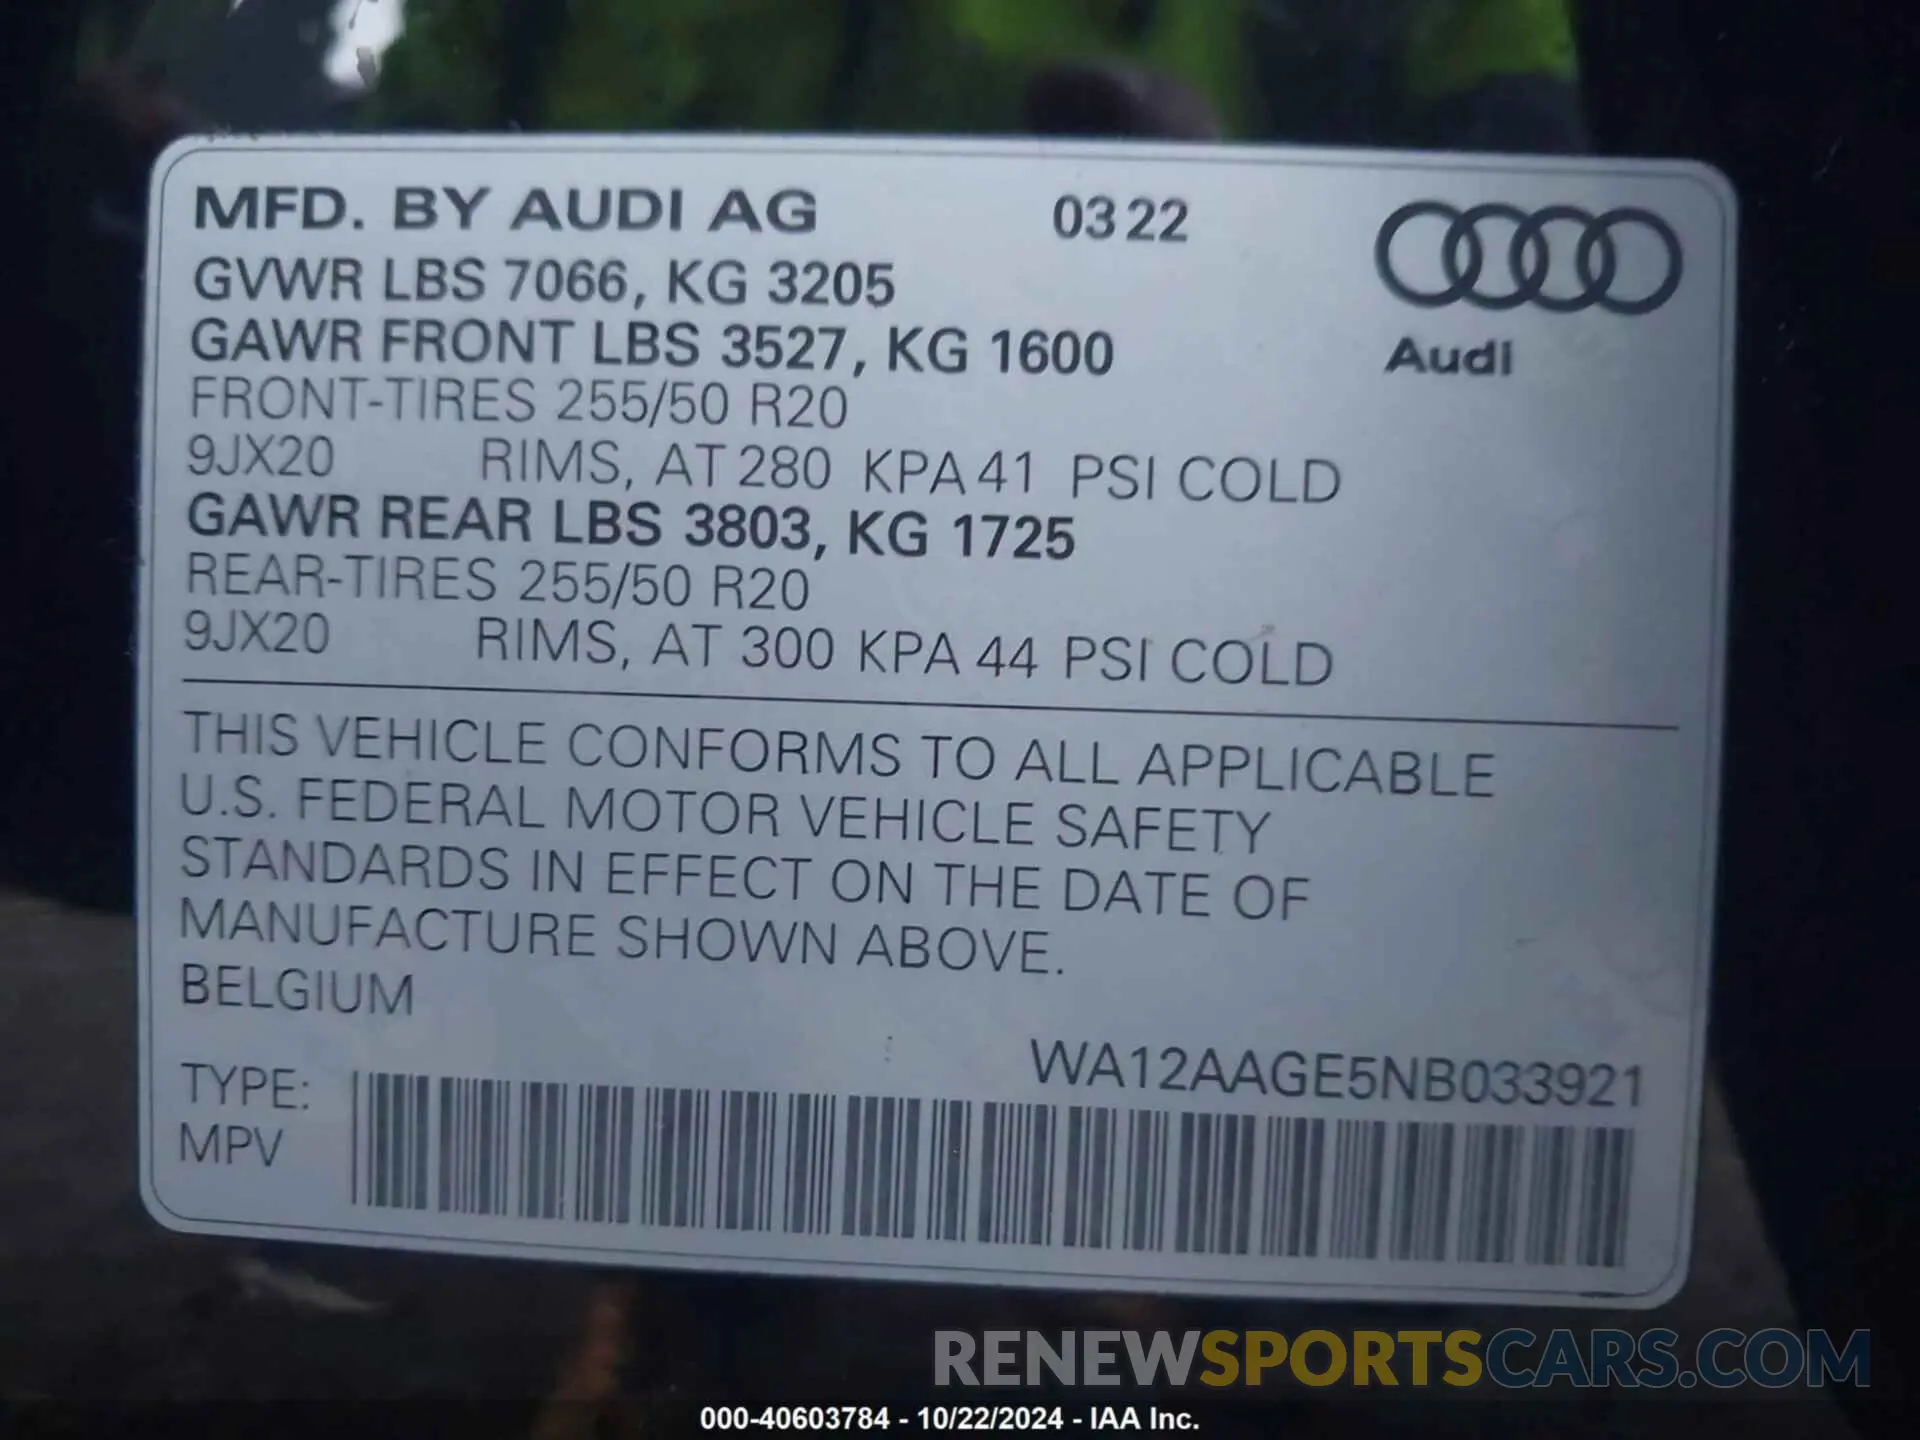 MFD. BY AUDI AG 03 22
GVWR LBS 7066, KG 3205
GAWR FRONT LBS 3527, KG 1600
Audi
FRONT-TIRES 255/50 R20
9JX20 RIMS, AT 280 KPA 41 PSI COLD
GAWR REAR LBS 3803, KG 1725
REAR-TIRES 255/50 R20
9JX20 RIMS, AT 300 KPA 44 PSI COLD
THIS VEHICLE CONFORMS TO ALL APPLICABLE
U.S. FEDERAL MOTOR VEHICLE SAFETY
STANDARDS IN EFFECT ON THE DATE OF
MANUFACTURE SHOWN ABOVE.
BELGIUM
WA12AAGE5NB033921
TYPE:
MPV
RENEWSPORTSCARS.COM
000-40603784 - 10/22/2024 - IAA Inc.